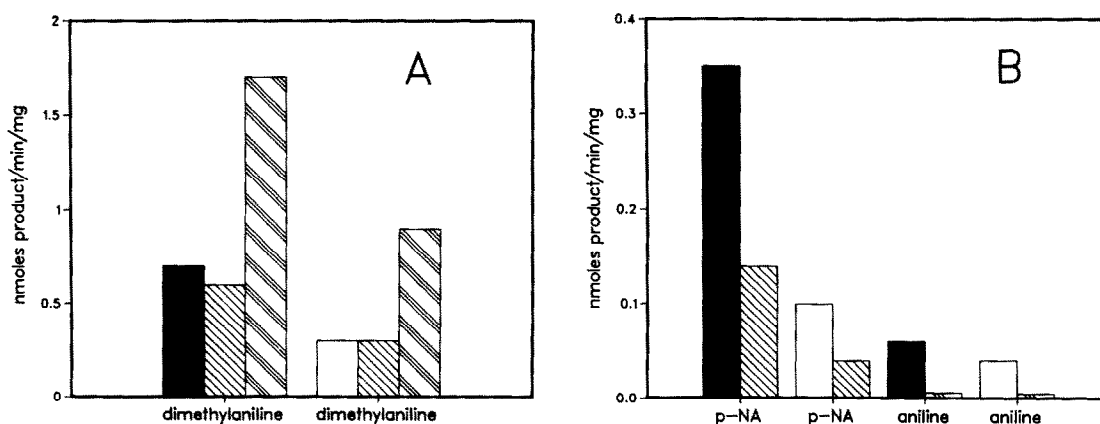 A
nmoles product/min/mg
2
1.5
1
0.5
0
dimethylaniline dimethylaniline
B
nmoles product/min/mg
0.4
0.3
0.2
0.1
0.0
p-NA p-NA aniline aniline